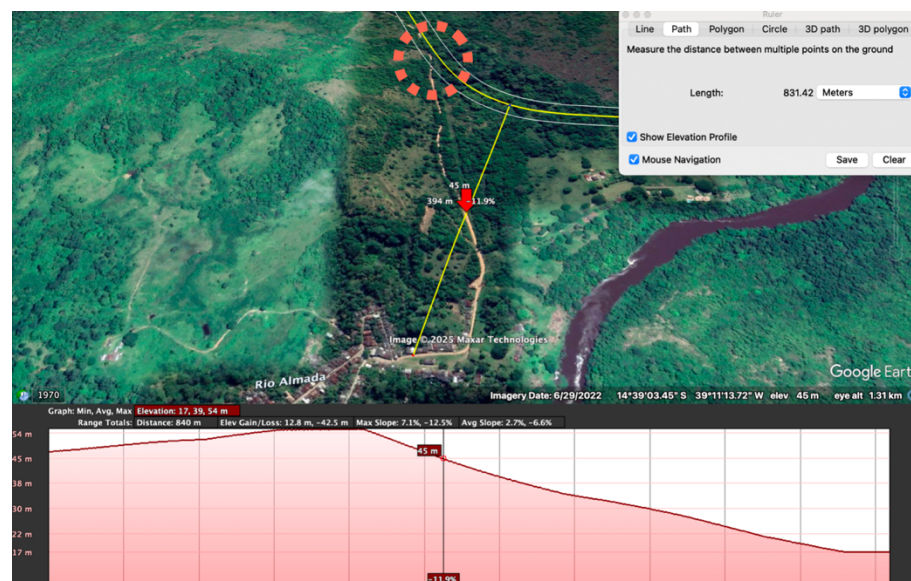 Ruler
Line Path Polygon Circle 3D path 3D polygon
Measure the distance between multiple points on the ground
Length: 831.42 Meters
Show Elevation Profile
Mouse Navigation Save Clear
45 m
394 m -11.9%
Image © 2025 Maxar Technologies
Rio Almada
Google Eart
1970 Imagery Date: 6/29/2022 14°39'03.45" S 39°11'13.72" W elev 45 m eye alt 1.31 km
Graph: Min, Avg, Max Elevation: 17, 39, 54 m
Range Totals: Distance: 840 m Elev Gain/Loss: 12.8 m, -42.5 m Max Slope: 7.1%, -12.5% Avg Slope: 2.7%, -6.6%
54 m
45 m
45 m
38 m
30 m
22 m
17 m
-11.9%